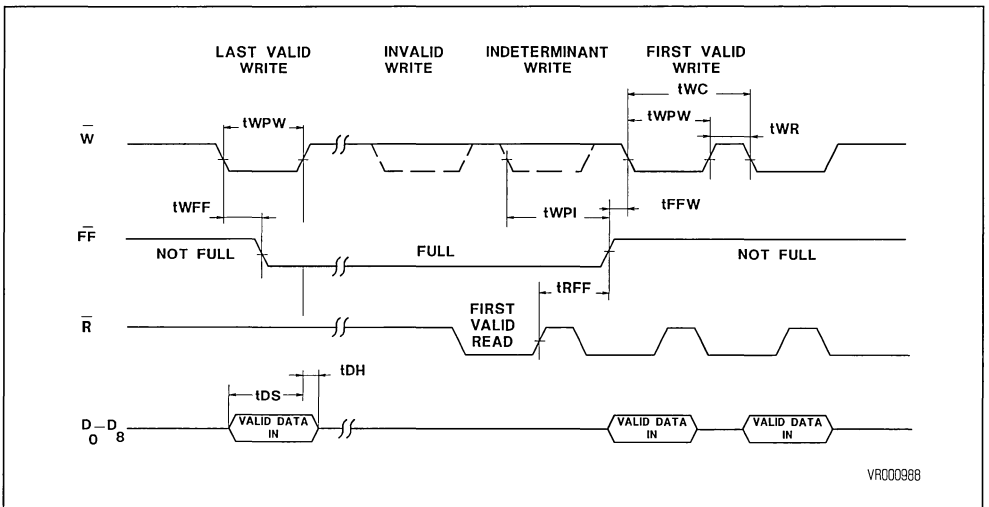 LAST VALID
WRITE
INVALID
WRITE
INDETERMINANT
WRITE
FIRST VALID
WRITE
tWC
tWPW
tWPW
tWR
W
tWFF
tWPI
tFFW
FF
NOT FULL
FULL
NOT FULL
tRFF
FIRST
VALID
READ
R
tDH
tDS
D0–D8
VALID DATA
IN
VALID DATA
IN
VALID DATA
IN
VR000988